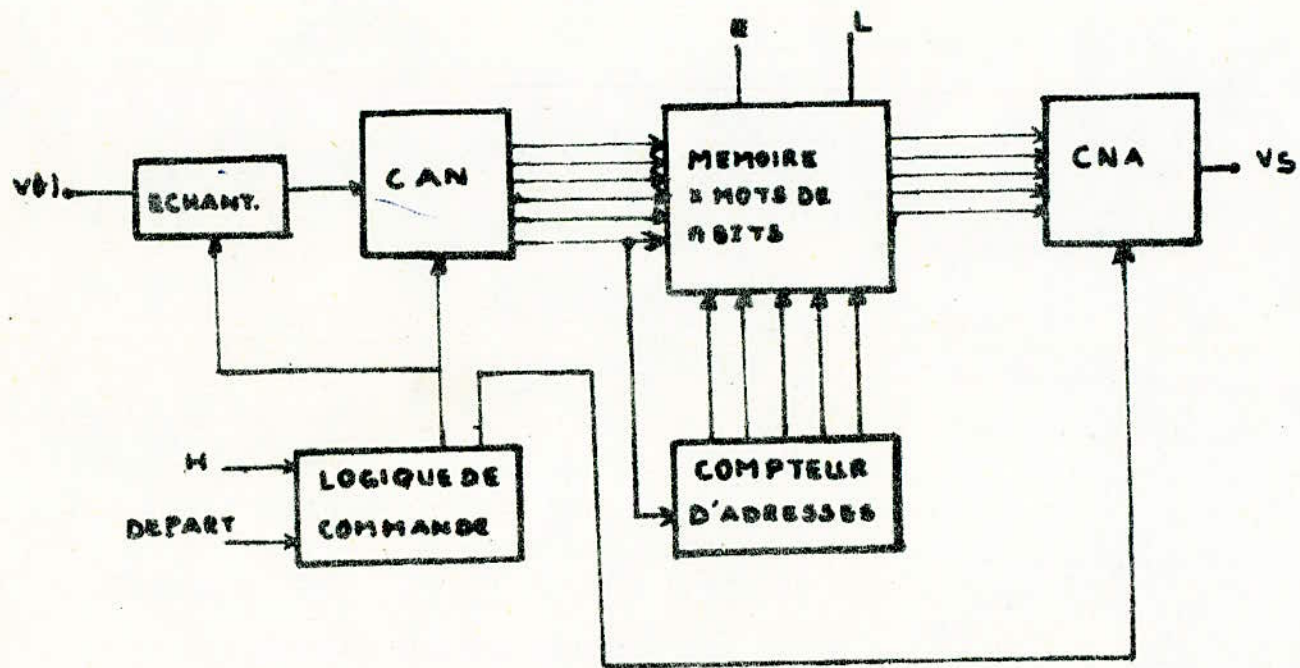 E L
V(t)
ECHANT.
CAN
MEMOIRE
X MOTS DE
n BITS
CNA
VS
H
DEPART
LOGIQUE DE
COMMANDE
COMPTEUR
D'ADRESSES